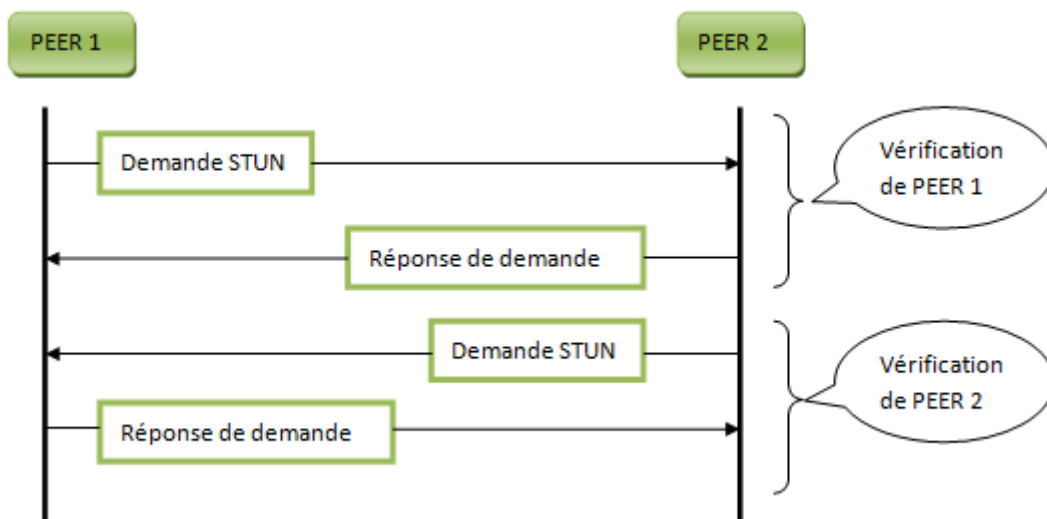 PEER 1
PEER 2
Demande STUN
Vérification
de PEER 1
Réponse de demande
Demande STUN
Vérification
de PEER 2
Réponse de demande